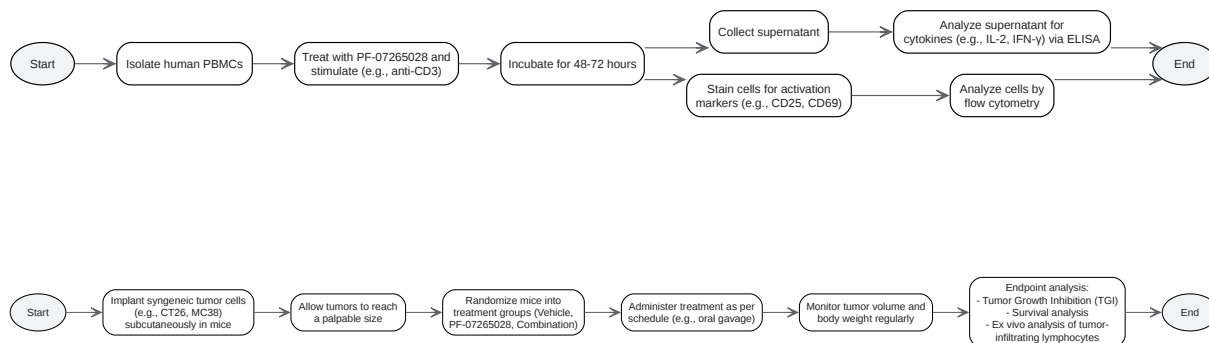 Start
Isolate human PBMCs
Treat with PF-07265028 and
stimulate (e.g., anti-CD3)
Incubate for 48-72 hours
Collect supernatant
Analyze supernatant for
cytokines (e.g., IL-2, IFN-γ) via ELISA
Stain cells for activation
markers (e.g., CD25, CD69)
Analyze cells by
flow cytometry
End
Start
Implant syngeneic tumor cells
(e.g., CT26, MC38)
subcutaneously in mice
Allow tumors to reach
a palpable size
Randomize mice into
treatment groups (Vehicle,
PF-07265028, Combination)
Administer treatment as per
schedule (e.g., oral gavage)
Monitor tumor volume and
body weight regularly
Endpoint analysis:
- Tumor Growth Inhibition (TGI)
- Survival analysis
- Ex vivo analysis of tumor-
infiltrating lymphocytes
End